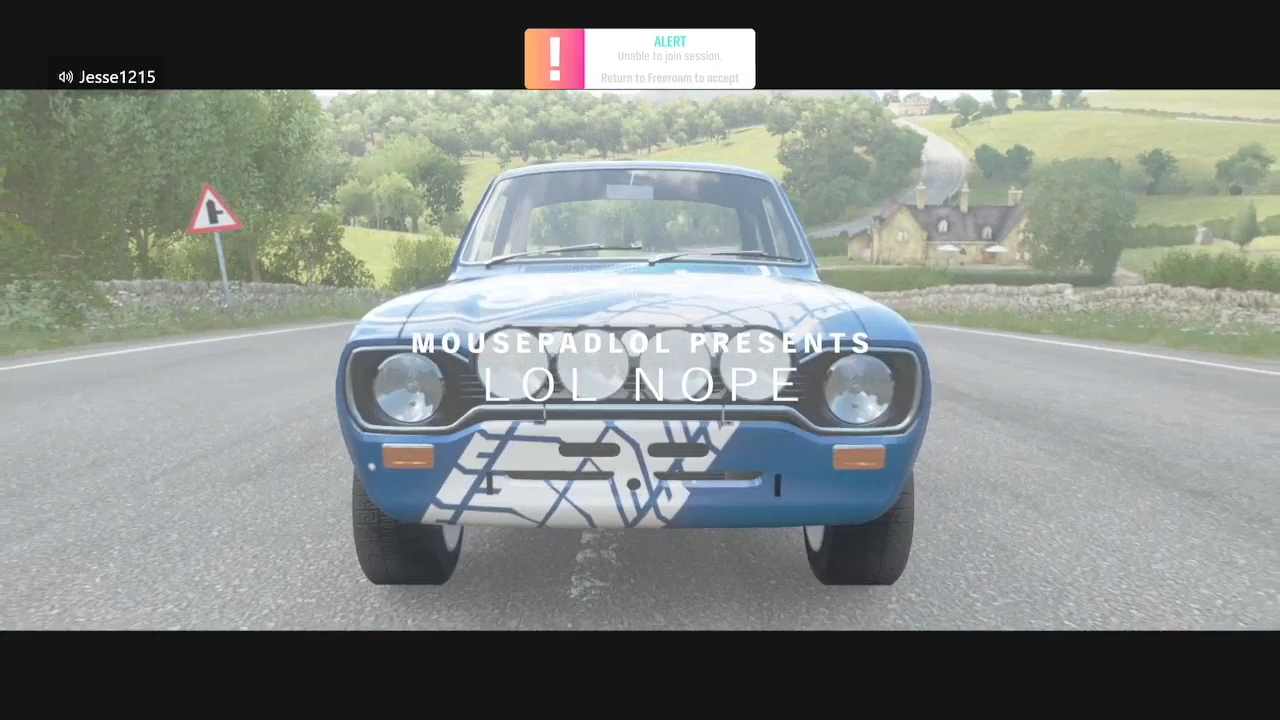 ALERT
Unable to join session.
Return to Freeroam to accept
Jesse1215
MOUSEPADLOL PRESENTS
LOL NOPE